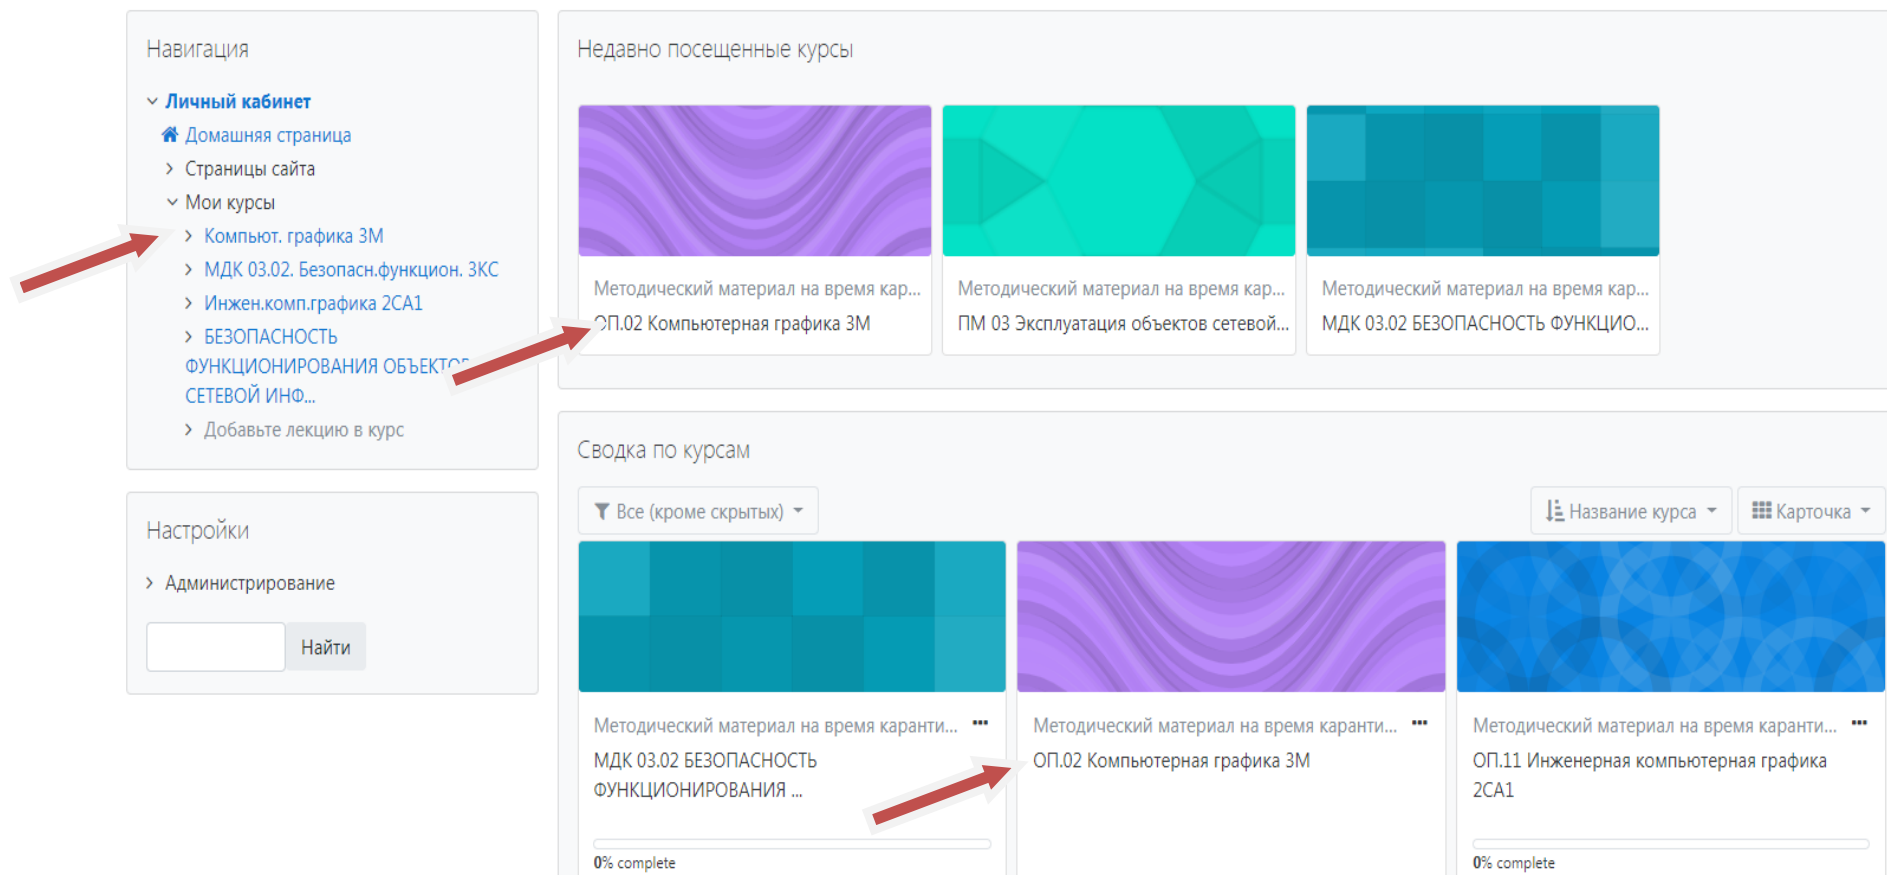 Навигация
Личный кабинет
Домашняя страница
Страницы сайта
Мои курсы
Компьют. графика 3М
МДК 03.02. Безопасн.функцион. 3КС
Инжен.комп.графика 2СА1
БЕЗОПАСНОСТЬ
ФУНКЦИОНИРОВАНИЯ ОБЪЕКТОВ
СЕТЕВОЙ ИНФ...
Добавьте лекцию в курс
Настройки
Администрирование
Найти
Недавно посещенные курсы
Методический материал на время кар...
ОП.02 Компьютерная графика 3М
Методический материал на время кар...
ПМ 03 Эксплуатация объектов сетевой...
Методический материал на время кар...
МДК 03.02 БЕЗОПАСНОСТЬ ФУНКЦИО...
Сводка по курсам
Все (кроме скрытых)
Название курса
Карточка
Методический материал на время каранти...
МДК 03.02 БЕЗОПАСНОСТЬ
ФУНКЦИОНИРОВАНИЯ ...
0% complete
Методический материал на время каранти...
ОП.02 Компьютерная графика 3М
Методический материал на время каранти...
ОП.11 Инженерная компьютерная графика
2СА1
0% complete